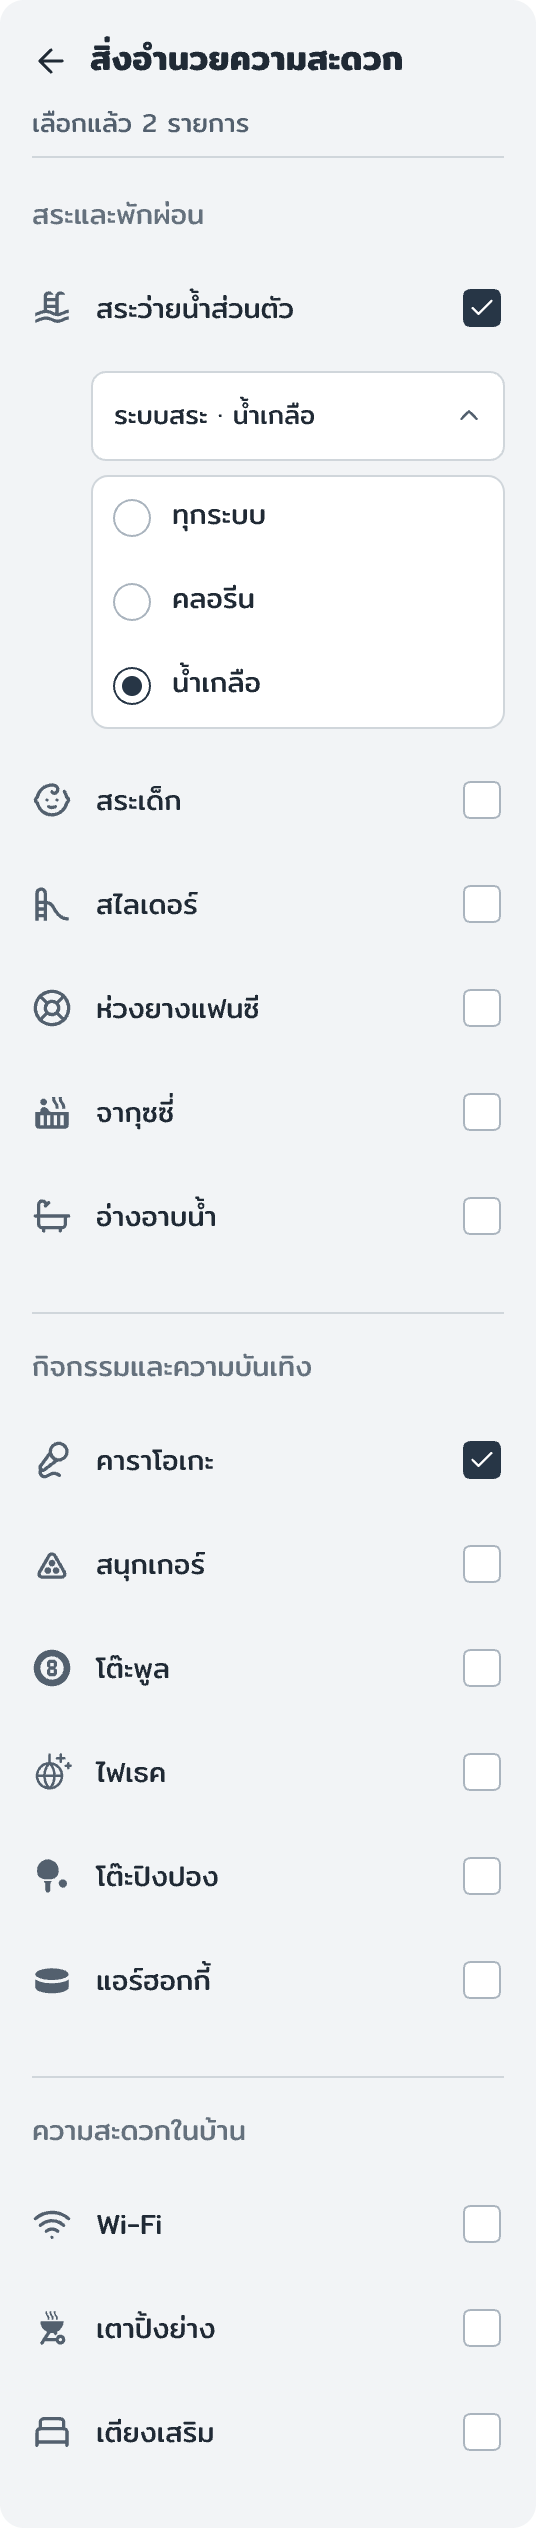 สิ่งอำนวยความสะดวก
เลือกแล้ว 2 รายการ
สระและพักผ่อน
สระว่ายน้ำส่วนตัว
ระบบสระ · น้ำเกลือ
ทุกระบบ
คลอรีน
น้ำเกลือ
สระเด็ก
สไลเดอร์
ห่วงยางแฟนซี
จากุซซี่
อ่างอาบน้ำ
กิจกรรมและความบันเทิง
คาราโอเกะ
สนุกเกอร์
8 โต๊ะพูล
ไฟเธค
โต๊ะปิงปอง
แอร์ฮอกกี้
ความสะดวกในบ้าน
Wi-Fi
เตาปิ้งย่าง
เตียงเสริม